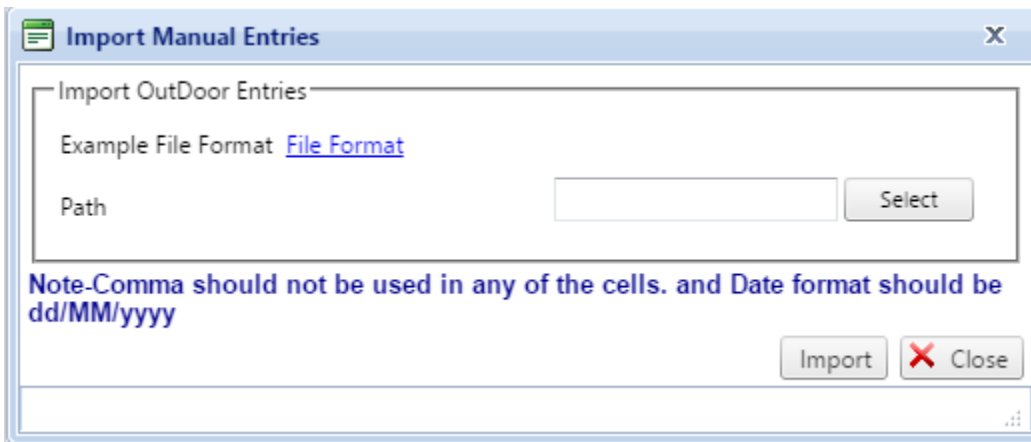 Import Manual Entries
Import OutDoor Entries
Example File Format File Format
Path Select
Note-Comma should not be used in any of the cells. and Date format should be
dd/MM/yyyy
Import Close